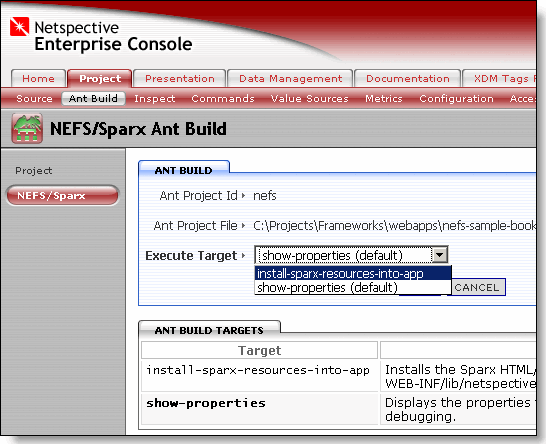 Netspective
Enterprise Console
Home Project Presentation Data Management Documentation XDM Tags
Source Ant Build Inspect Commands Value Sources Metrics Configuration
NEFS/Sparx Ant Build
Project
NEFS/Sparx
ANT BUILD
Ant Project Id nefs
Ant Project File C:\Projects\Frameworks\webapps\nefs-sample-book
Execute Target show-properties (default)
install-sparx-resources-into-app
show-properties (default)
CANCEL
ANT BUILD TARGETS
Target
install-sparx-resources-into-app Installs the Sparx HTML/
WEB-INF/lib/netspective
show-properties Displays the properties
debugging.